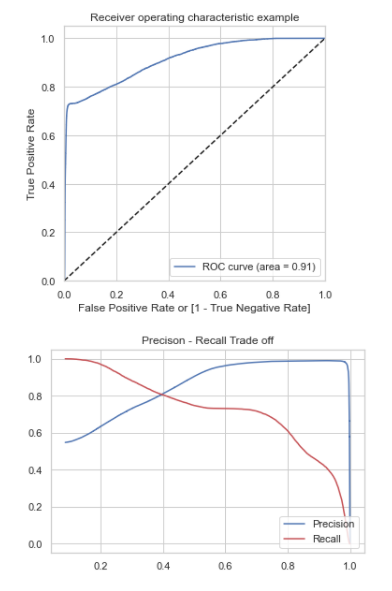 Receiver operating characteristic example
1.0
0.8
0.6
0.4
0.2
0.0
True Positive Rate
ROC curve (area = 0.91)
0.0 0.2 0.4 0.6 0.8 1.0
False Positive Rate or [1 - True Negative Rate]
Precison - Recall Trade off
1.0
0.8
0.6
0.4
0.2
0.0
Precision
Recall
0.2 0.4 0.6 0.8 1.0